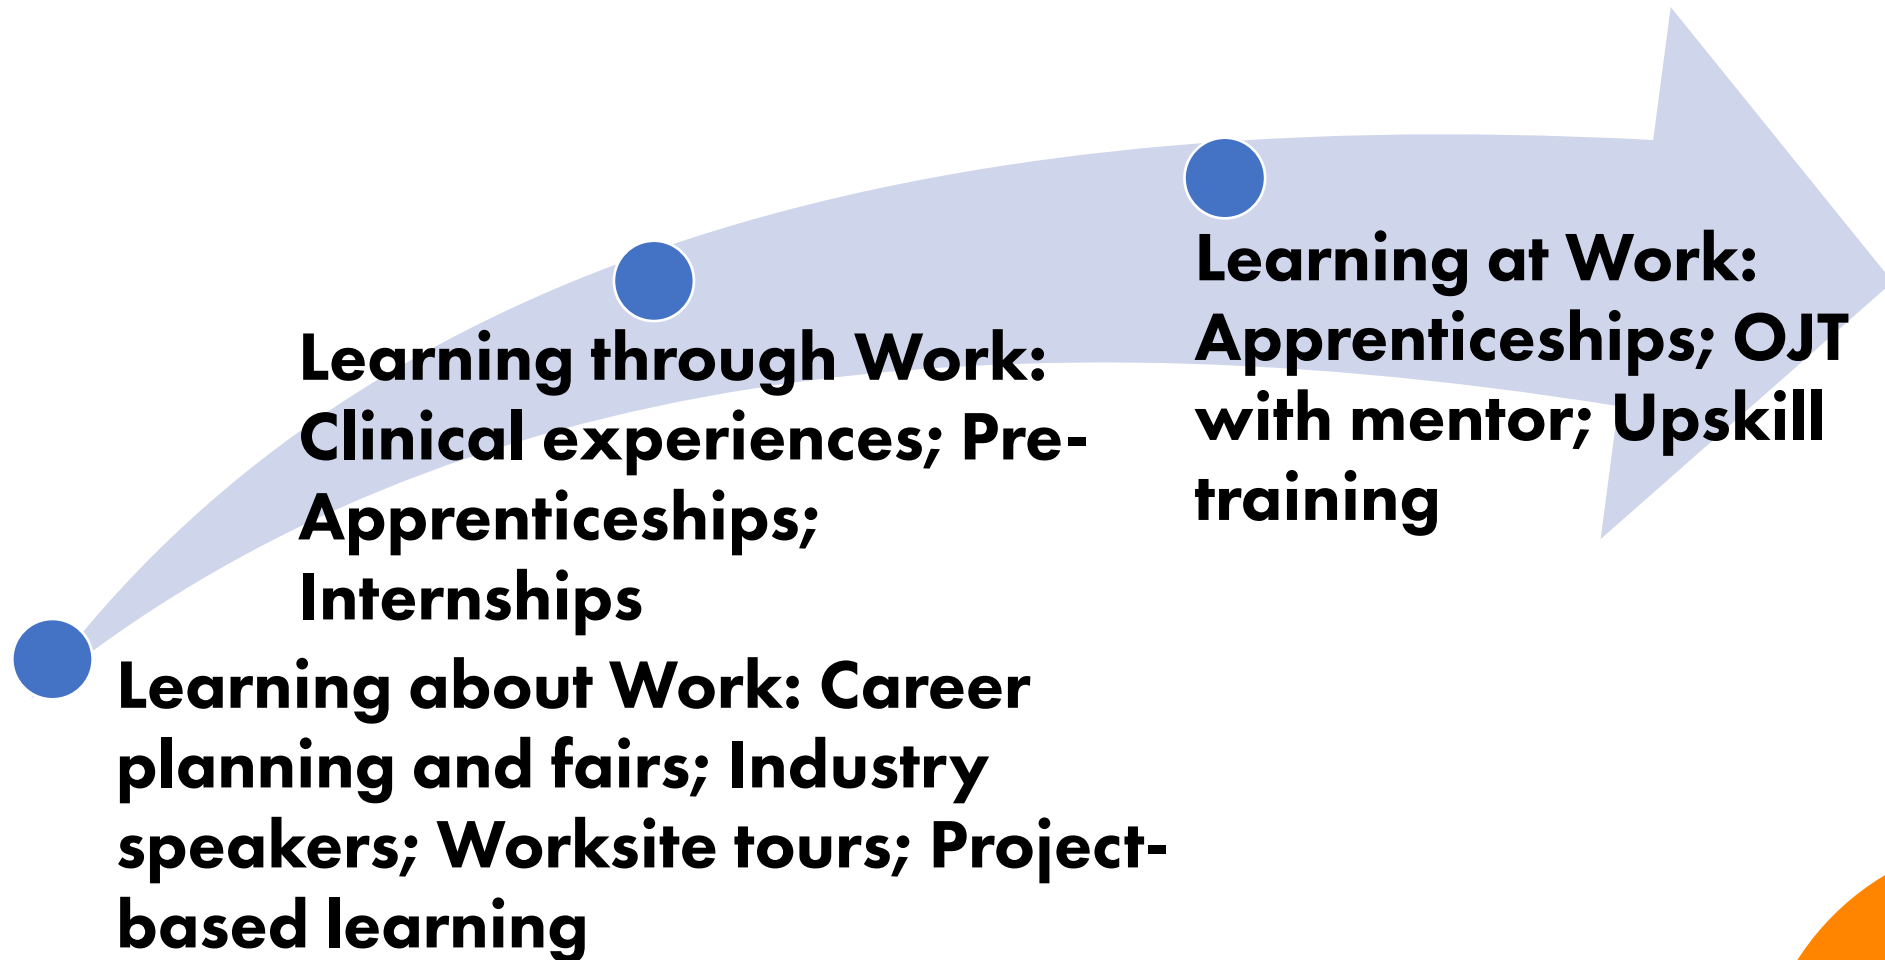 Learning about Work: Career
planning and fairs; Industry
speakers; Worksite tours; Project-
based learning
Learning through Work:
Clinical experiences; Pre-
Apprenticeships;
Internships
Learning at Work:
Apprenticeships; OJT
with mentor; Upskill
training